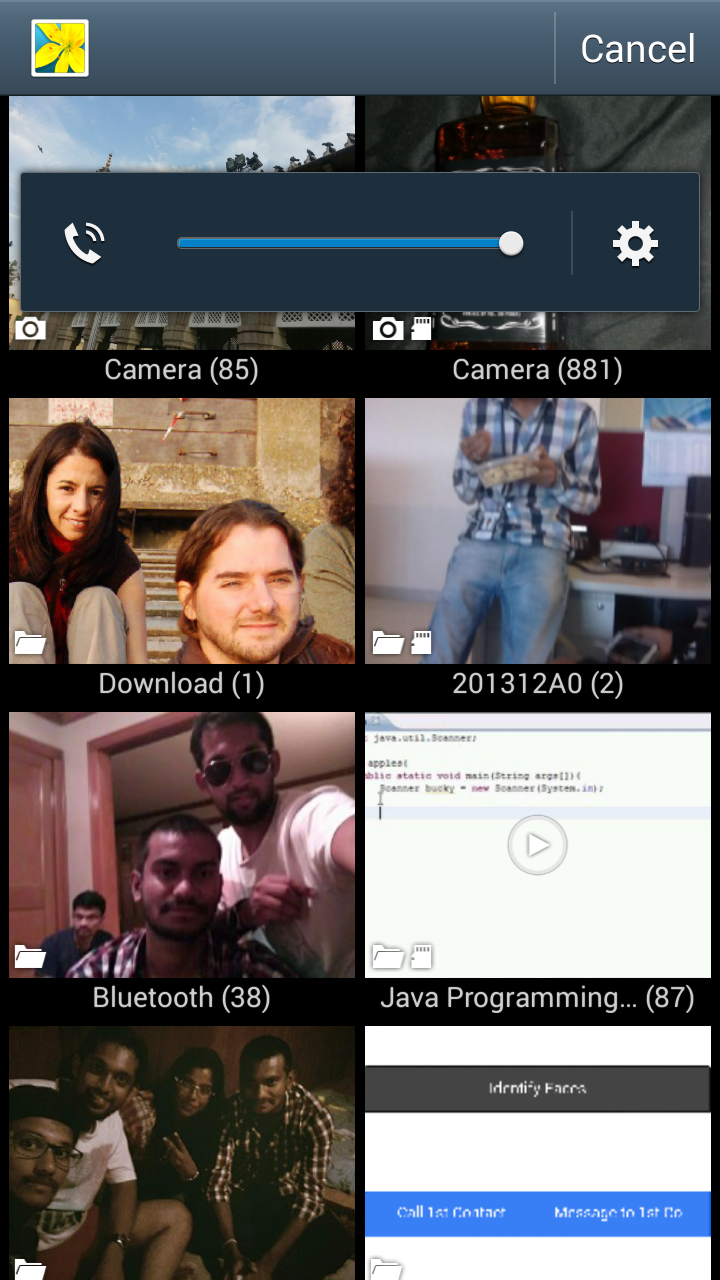 Cancel
Camera (85)
Camera (881)
Download (1)
201312A0 (2)
java.util.Scanner;
apples{
public static void main(String args[]){
Scanner bucky = new Scanner(System.in);
Bluetooth (38)
Java Programming... (87)
Identify Faces
Call 1st Contact
Message to 1st Co